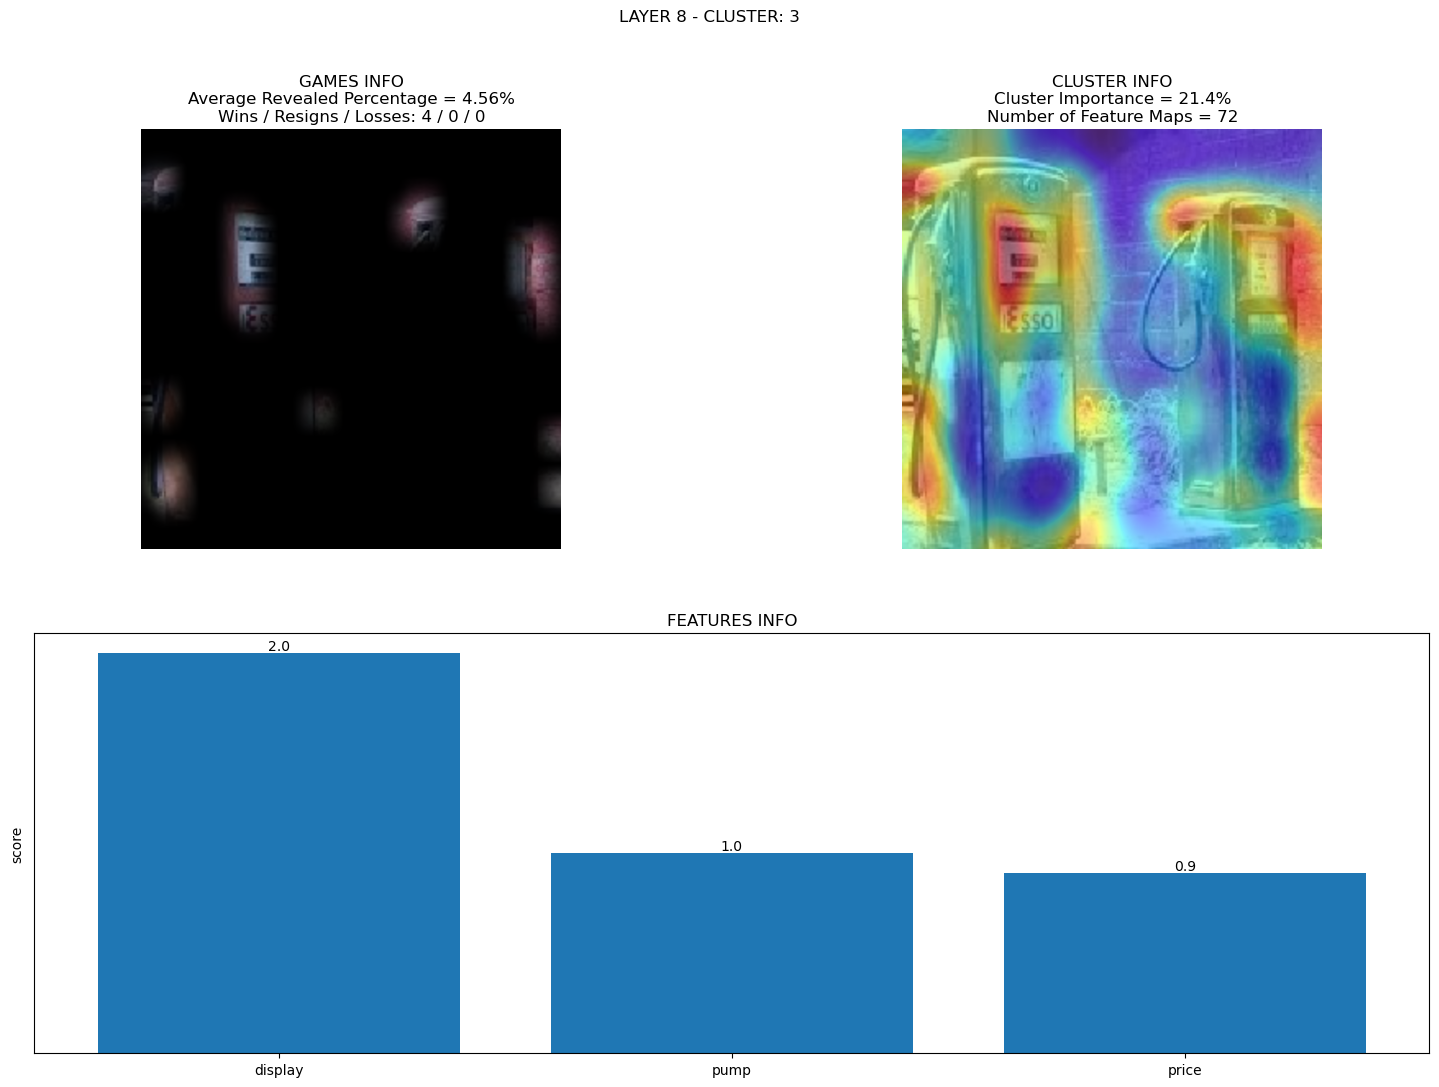 LAYER 8 - CLUSTER: 3
GAMES INFO
Average Revealed Percentage = 4.56%
Wins / Resigns / Losses: 4 / 0 / 0
CLUSTER INFO
Cluster Importance = 21.4%
Number of Feature Maps = 72
ESSO
FEATURES INFO
score
2.0
1.0
0.9
display
pump
price